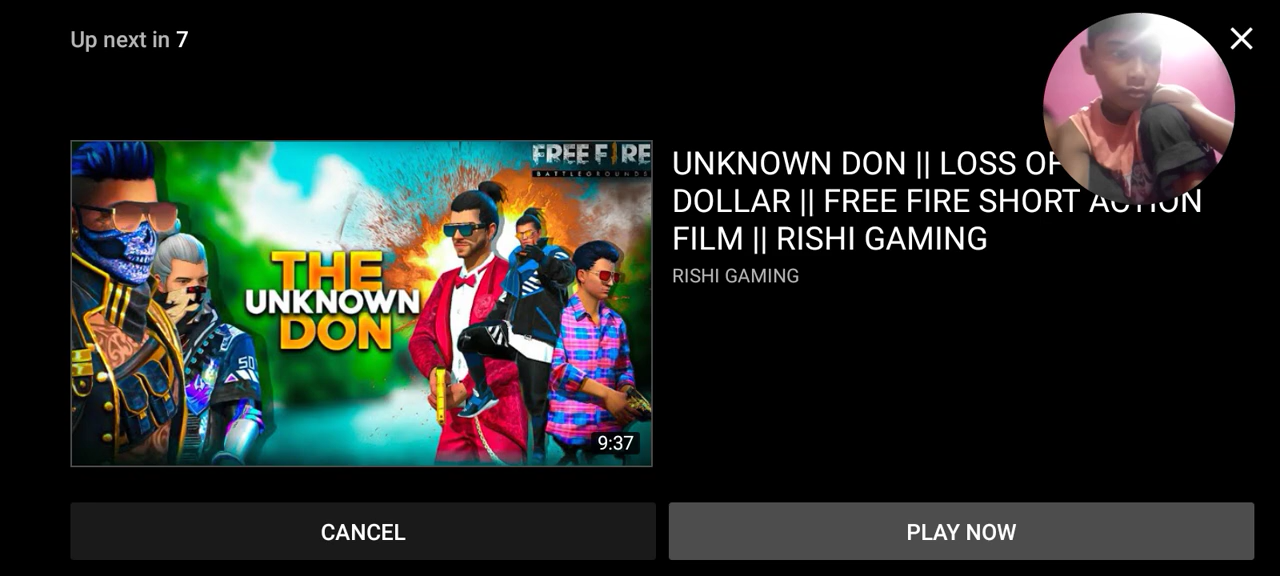 Up next in 7
FREE FIRE
BATTLEGROUNDS
THE
UNKNOWN
DON
9:37
UNKNOWN DON || LOSS OF
DOLLAR || FREE FIRE SHORT ACTION
FILM || RISHI GAMING
RISHI GAMING
CANCEL
PLAY NOW